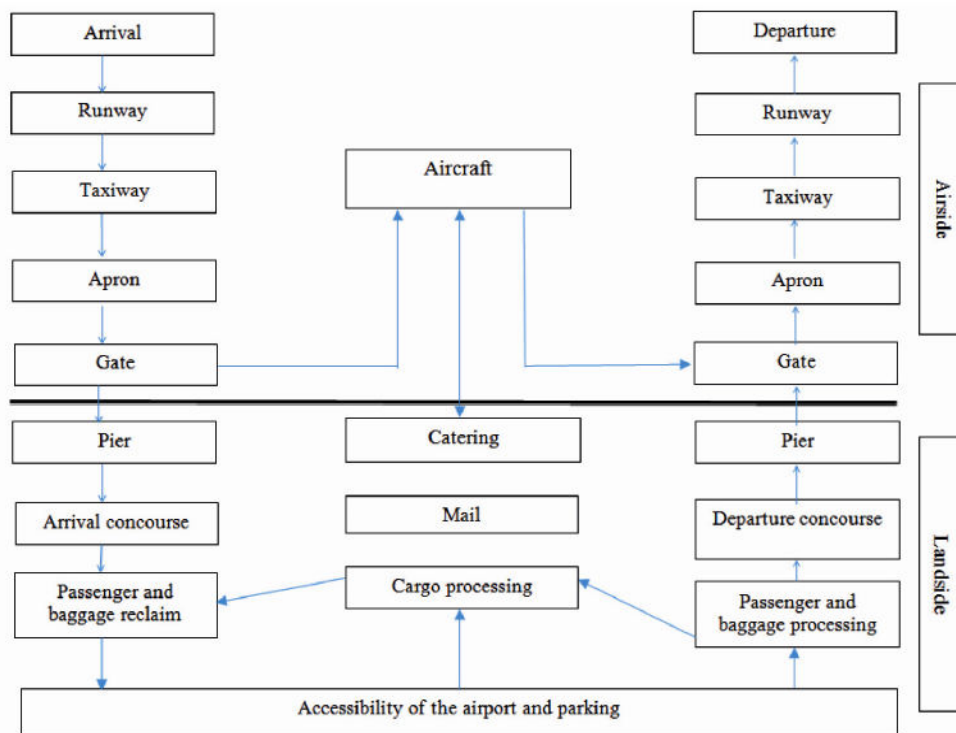 Arrival
Departure
Runway
Runway
Aircraft
Taxiway
Taxiway
Apron
Apron
Gate
Gate
Airside
Pier
Catering
Pier
Arrival concourse
Mail
Departure concourse
Passenger and
baggage reclaim
Cargo processing
Passenger and
baggage processing
Landside
Accessibility of the airport and parking